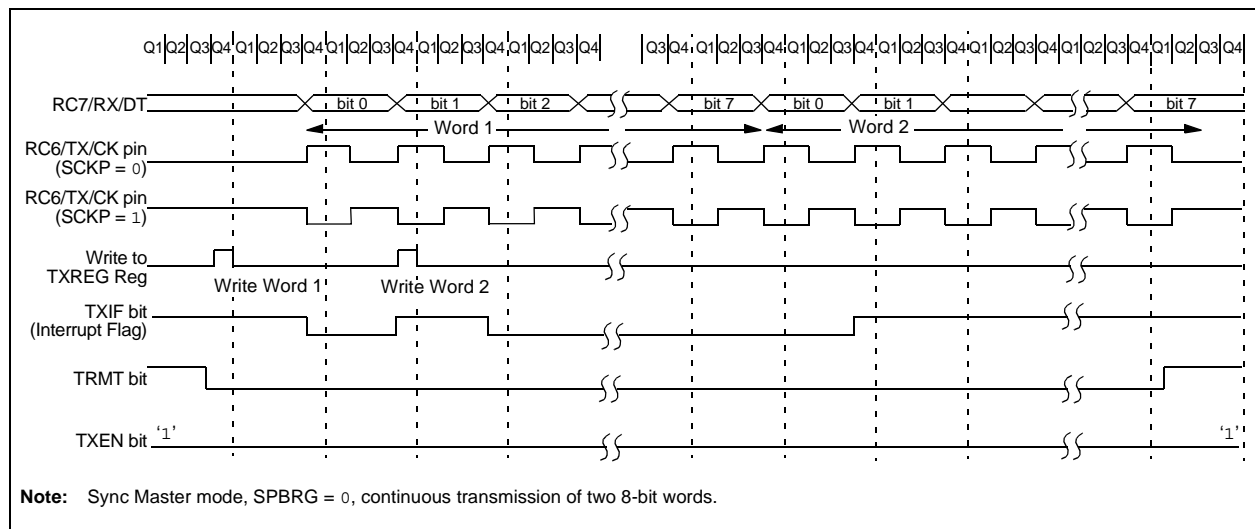 Q1 Q2 Q3 Q4 Q1 Q2 Q3 Q4 Q1 Q2 Q3 Q4 Q1 Q2 Q3 Q4 Q1 Q2 Q3 Q4 Q3 Q4 Q1 Q2 Q3 Q4 Q1 Q2 Q3 Q4 Q1 Q2 Q3 Q4 Q1 Q2 Q3 Q4 Q1 Q2 Q3 Q4 Q1 Q2 Q3 Q4
RC7/RX/DT bit 0 bit 1 bit 2 bit 7 bit 0 bit 1 bit 7
Word 1 Word 2
RC6/TX/CK pin
(SCKP = 0)
RC6/TX/CK pin
(SCKP = 1)
Write to
TXREG Reg
Write Word 1 Write Word 2
TXIF bit
(Interrupt Flag)
TRMT bit
TXEN bit ‘1’ ‘1’
Note: Sync Master mode, SPBRG = 0, continuous transmission of two 8-bit words.